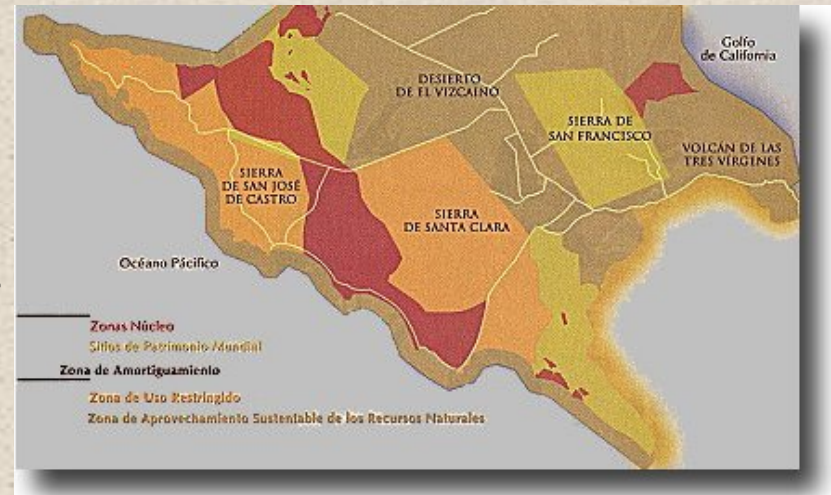 Golfo
de California
DESIERTO
DE EL VIZCAINO
SIERRA DE
SAN FRANCISCO
VOLCÁN DE LAS
TRES VÍRGENES
SIERRA
DE SAN JOSÉ
DE CASTRO
SIERRA
DE SANTA CLARA
Océano Pácifico
Zonas Núcleo
Sitios de Patrimonio Mundial
Zona de Amortiguamiento
Zona de Uso Restringido
Zona de Aprovechamiento Sustentable de los Recursos Naturales